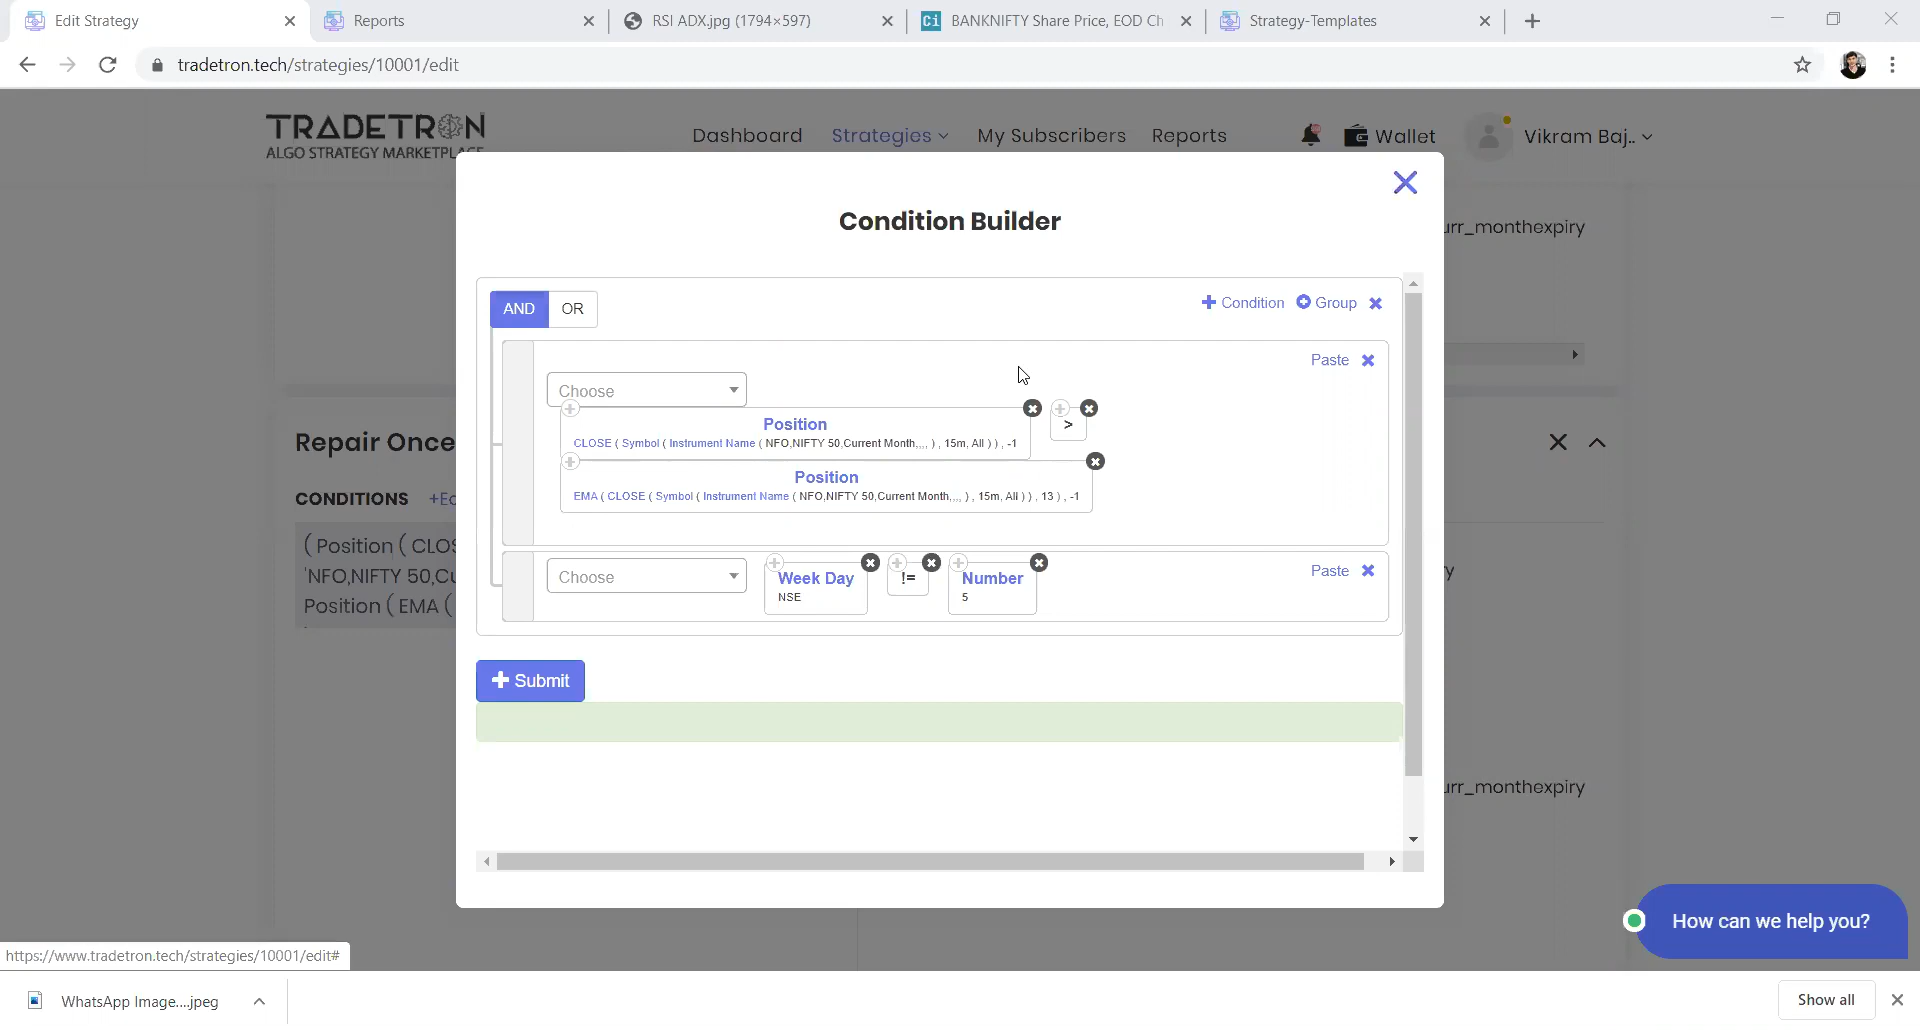 Edit Strategy
Reports
RSI ADX.jpg (1794×597)
Ci BANKNIFTY Share Price, EOD Ch
Strategy-Templates
tradetron.tech/strategies/10001/edit
TRADETRON
ALGO STRATEGY MARKETPLACE
Dashboard
Strategies
My Subscribers
Reports
Wallet
Vikram Baj..
Condition Builder
urr_monthexpiry
AND OR
Condition
Group
Paste
Choose
Position
CLOSE ( Symbol ( Instrument Name ( NFO,NIFTY 50,Current Month,,,, ) , 15m, All ) ) , -1
>
Position
EMA ( CLOSE ( Symbol ( Instrument Name ( NFO,NIFTY 50,Current Month,,,, ) , 15m, All ) ) , 13 ) , -1
Repair Once
CONDITIONS +Ed
( Position ( CLOS
'NFO,NIFTY 50,Cu
Position ( EMA (
Choose
Week Day
NSE
!=
Number
5
Paste
ry
+ Submit
urr_monthexpiry
How can we help you?
https://www.tradetron.tech/strategies/10001/edit#
WhatsApp Image....jpeg
Show all